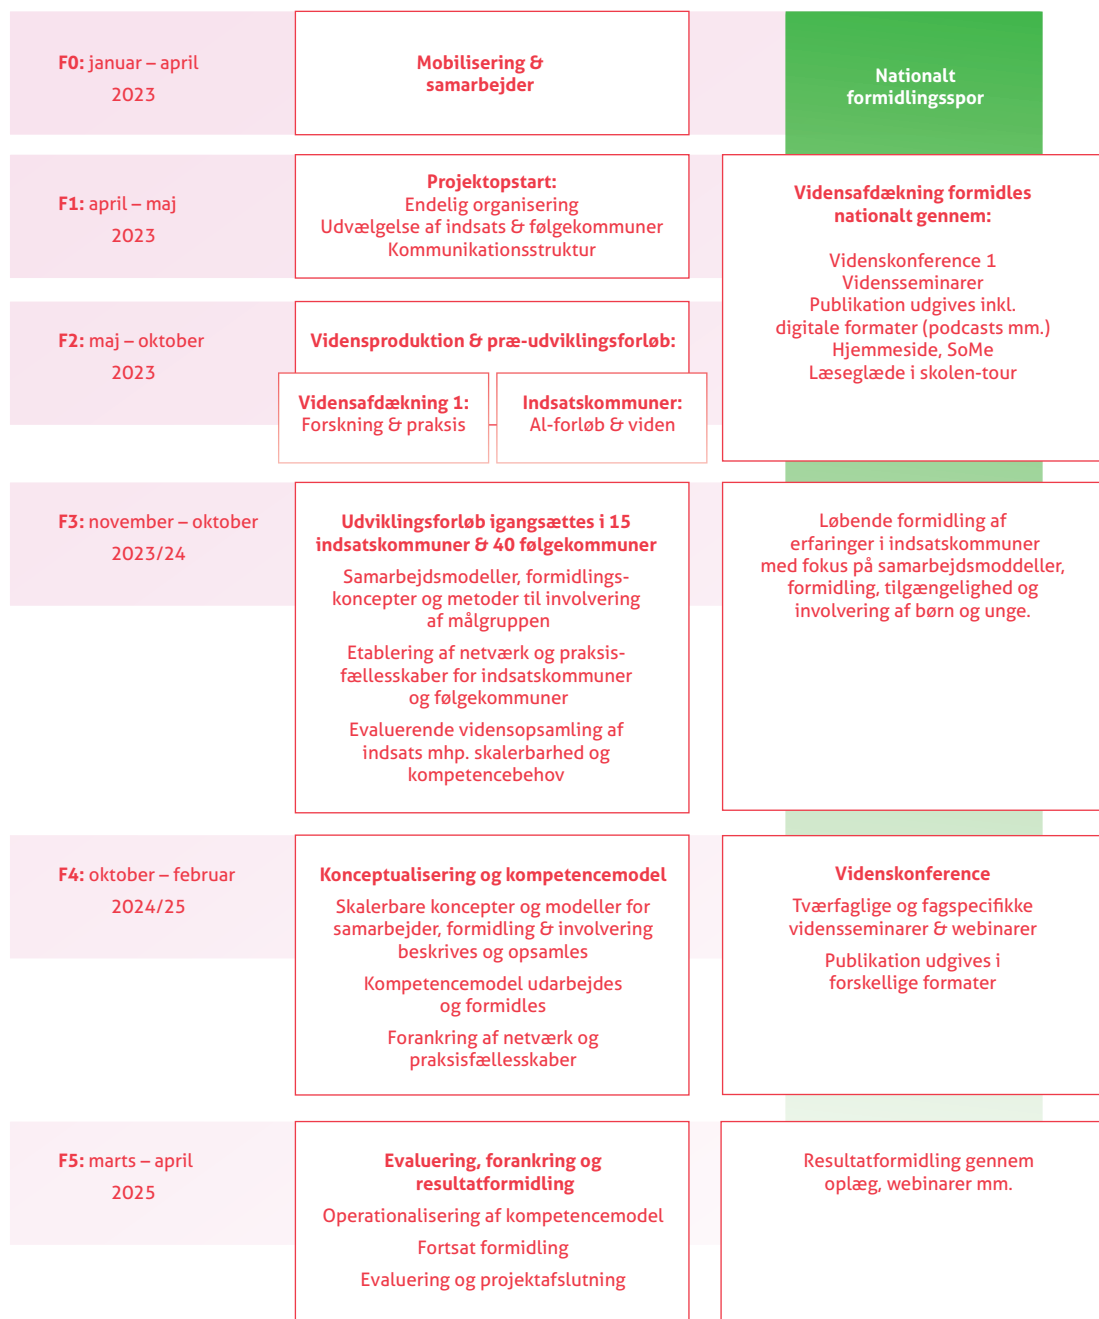 F0: januar – april
2023
Mobilisering &
samarbejder
Nationalt
formidlingsspor
F1: april – maj
2023
Projektopstart:
Endelig organisering
Udvælgelse af indsats & følgekommuner
Kommunikationsstruktur
Vidensafdækning formidles
nationalt gennem:
Videnskonference 1
Vidensseminarer
Publikation udgives inkl.
digitale formater (podcasts mm.)
Hjemmeside, SoMe
Læseglæde i skolen-tour
F2: maj – oktober
2023
Vidensproduktion & præ-udviklingsforløb:
Vidensafdækning 1:
Forskning & praksis
Indsatskommuner:
Al-forløb & viden
F3: november – oktober
2023/24
Udviklingsforløb igangsættes i 15
indsatskommuner & 40 følgekommuner
Samarbejdsmodeller, formidlings-
koncepter og metoder til involvering
af målgruppen
Etablering af netværk og praksis-
fællesskaber for indsatskommuner
og følgekommuner
Evaluerende vidensopsamling af
indsats mhp. skalerbarhed og
kompetencebehov
Løbende formidling af
erfaringer i indsatskommuner
med fokus på samarbejdsmoddeller,
formidling, tilgængelighed og
involvering af børn og unge.
F4: oktober – februar
2024/25
Konceptualisering og kompetencemodel
Skalerbare koncepter og modeller for
samarbejder, formidling & involvering
beskrives og opsamles
Kompetencemodel udarbejdes
og formidles
Forankring af netværk og
praksisfællesskaber
Videnskonference
Tværfaglige og fagspecifikke
vidensseminarer & webinarer
Publikation udgives i
forskellige formater
F5: marts – april
2025
Evaluering, forankring og
resultatformidling
Operationalisering af kompetencemodel
Fortsat formidling
Evaluering og projektafslutning
Resultatformidling gennem
oplæg, webinarer mm.